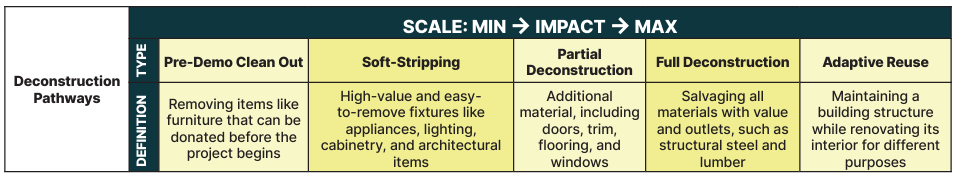 SCALE: MIN → IMPACT → MAX
Deconstruction
Pathways
TYPE
Pre-Demo Clean Out
Soft-Stripping
Partial
Deconstruction
Full Deconstruction
Adaptive Reuse
DEFINITION
Removing items like
furniture that can be
donated before the
project begins
High-value and easy-
to-remove fixtures like
appliances, lighting,
cabinetry, and architectural
items
Additional
material, including
doors, trim,
flooring, and
windows
Salvaging all
materials with value
and outlets, such as
structural steel and
lumber
Maintaining a
building structure
while renovating its
interior for different
purposes